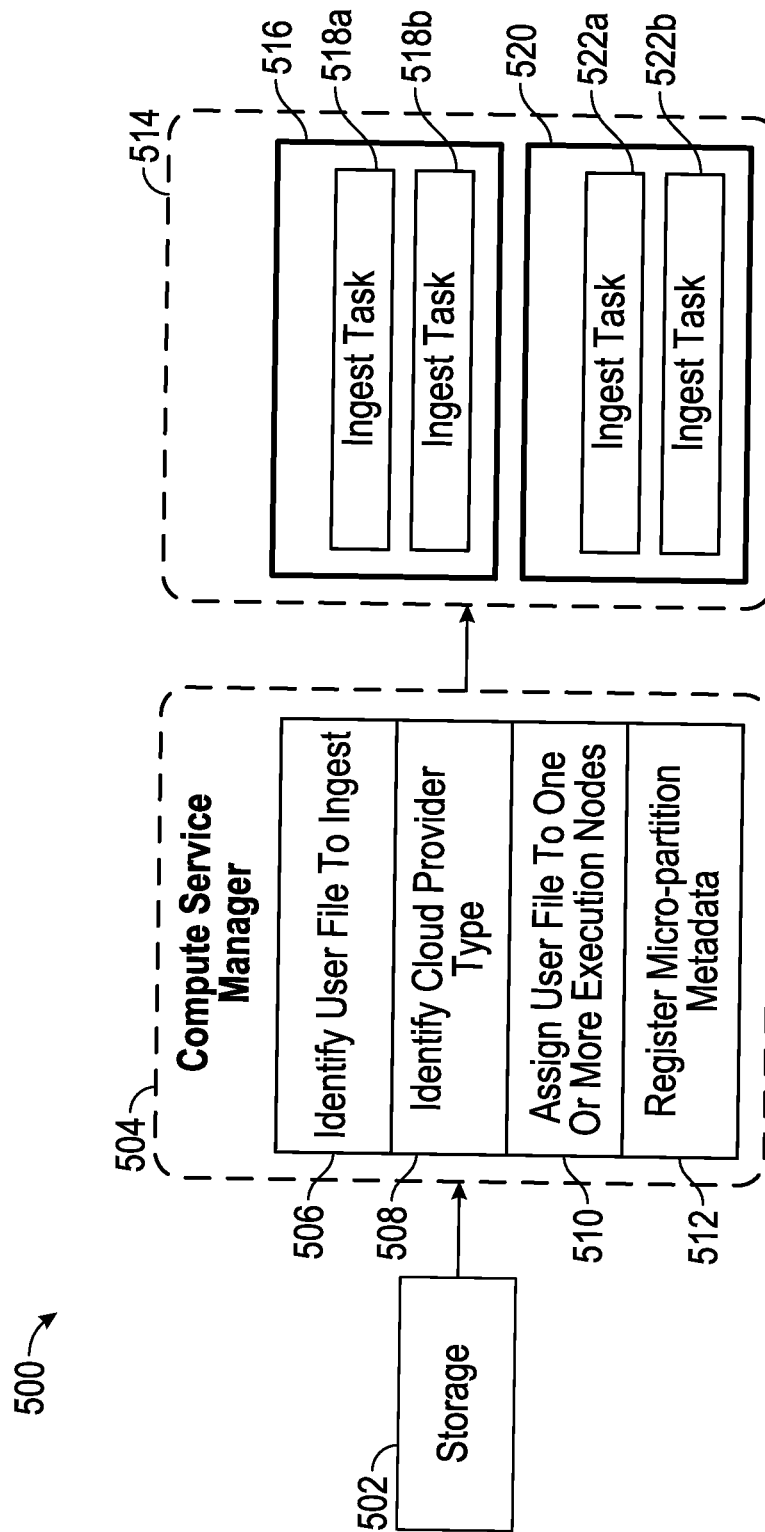 500
502
Storage
504
Compute Service
Manager
506
Identify User File To Ingest
508
Identify Cloud Provider
Type
510
Assign User File To One
Or More Execution Nodes
512
Register Micro-partition
Metadata
514
516
518a
Ingest Task
518b
Ingest Task
520
522a
Ingest Task
522b
Ingest Task